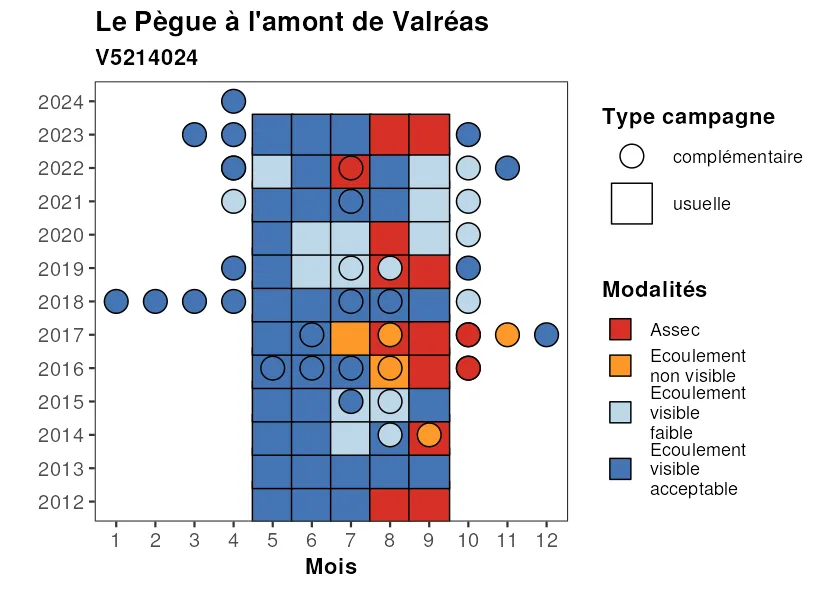 Le Pègue à l'amont de Valréas
V5214024
2024
2023
2022
2021
2020
2019
2018
2017
2016
2015
2014
2013
2012
1 2 3 4 5 6 7 8 9 10 11 12
Mois
Type campagne
complémentaire
usuelle
Modalités
Assec
Ecoulement
non visible
Ecoulement
visible
faible
Ecoulement
visible
acceptable